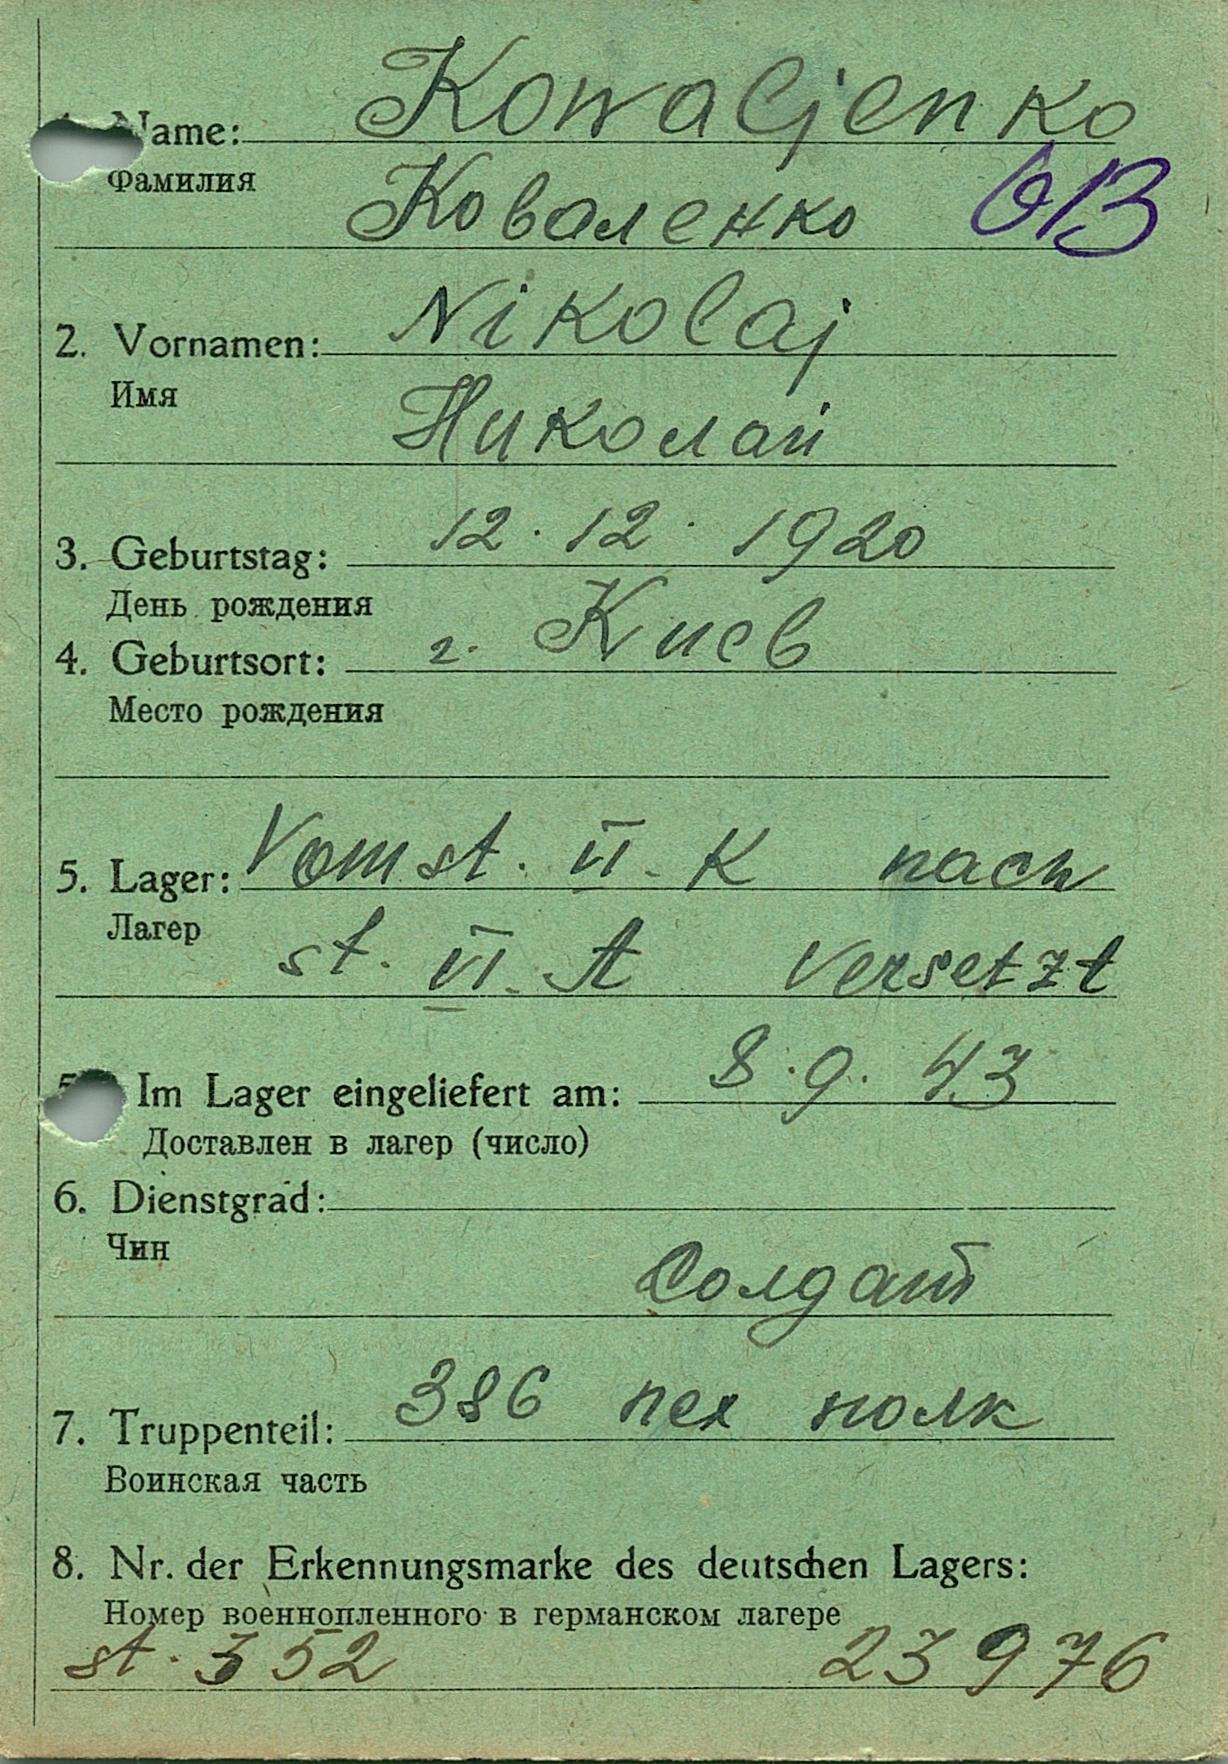 Name: Kowaljenko
Фамилия
Коваленко
2. Vornamen: Nikolaj
Имя
Николай
3. Geburtstag: 12. 12. 1920
День рождения
4. Geburtsort: г. Киев
Место рождения
5. Lager: Vom st. VI. K nach
Лагер
st. VI. A versetzt
5 Im Lager eingeliefert am: 8.9. 43
Доставлен в лагер (число)
6. Dienstgrad:
Чин
Солдат
7. Truppenteil: 386 пех полк
Воинская часть
8. Nr. der Erkennungsmarke des deutschen Lagers:
Номер военнопленного в германском лагере
st. 352 23976